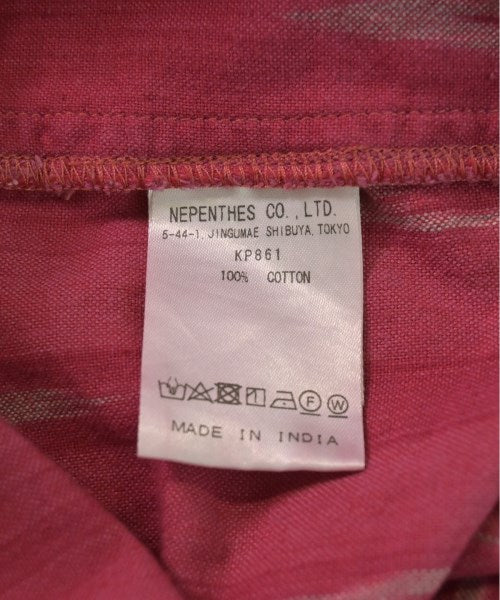 NEPENTHES CO.,LTD.
5-44-1, JINGUMAE SHIBUYA, TOKYO
KP861
100% COTTON
F W
MADE IN INDIA